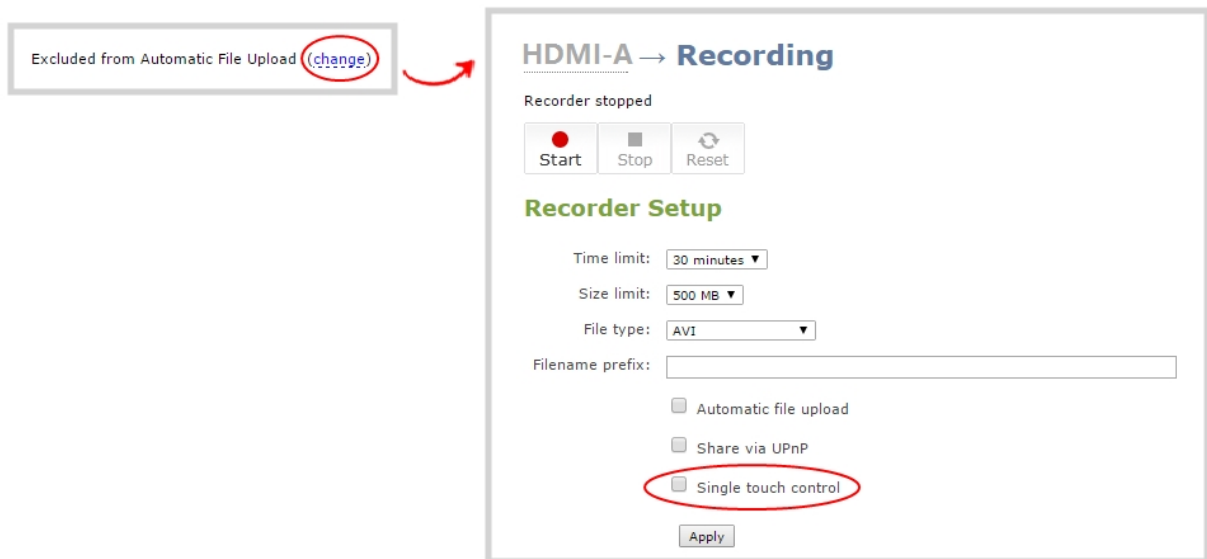 Excluded from Automatic File Upload (change)
HDMI-A → Recording
Recorder stopped
Start Stop Reset
Recorder Setup
Time limit: 30 minutes
Size limit: 500 MB
File type: AVI
Filename prefix:
Automatic file upload
Share via UPnP
Single touch control
Apply